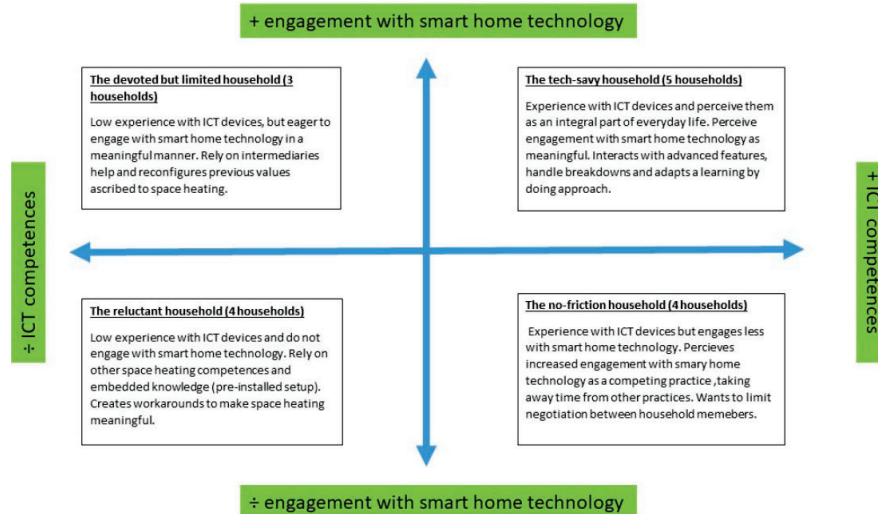 + engagement with smart home technology
The devoted but limited household (3
households)
Low experience with ICT devices, but eager to
engage with smart home technology in a
meaningful manner. Rely on intermediaries
help and reconfigures previous values
ascribed to space heating.
The tech-savy household (5 households)
Experience with ICT devices and perceive them
as an integral part of everyday life. Perceive
engagement with smart home technology as
meaningful. Interacts with advanced features,
handle breakdowns and adapts a learning by
doing approach.
÷ ICT competences
+ ICT
competences
The reluctant household (4 households)
Low experience with ICT devices and do not
engage with smart home technology. Rely on
other space heating competences and
embedded knowledge (pre-installed setup).
Creates workarounds to make space heating
meaningful.
The no-friction household (4 households)
Experience with ICT devices but engages less
with smart home technology. Percieves
increased engagement with smary home
technology as a competing practice ,taking
away time from other practices. Wants to limit
negotiation between household memebers.
÷ engagement with smart home technology